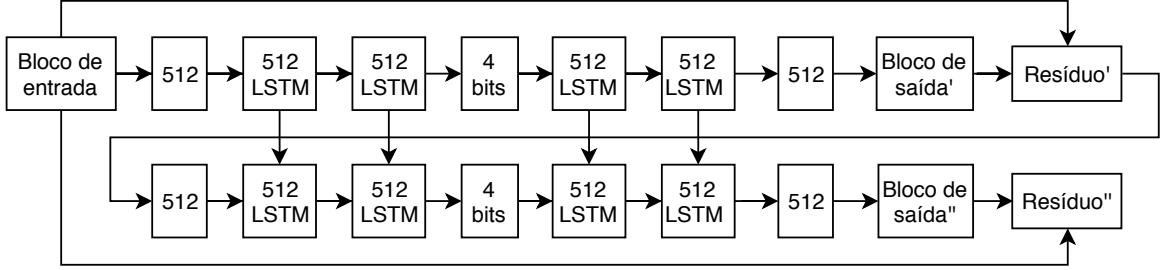 Bloco de
entrada
512
512
LSTM
512
LSTM
4
bits
512
LSTM
512
LSTM
512
Bloco de
saída'
Resíduo'
512
512
LSTM
512
LSTM
4
bits
512
LSTM
512
LSTM
512
Bloco de
saída"
Resíduo"